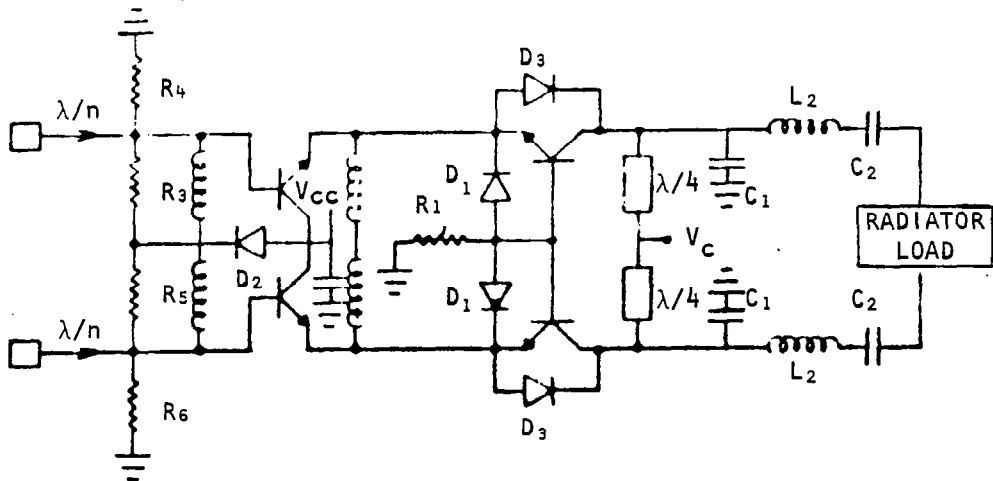 D3
R4
λ/n
L2
R3
VCC
D1
λ/4
C1
C2
R1
RADIATOR
LOAD
VC
D2
R5
D1
λ/4
C1
C2
λ/n
L2
R6
D3